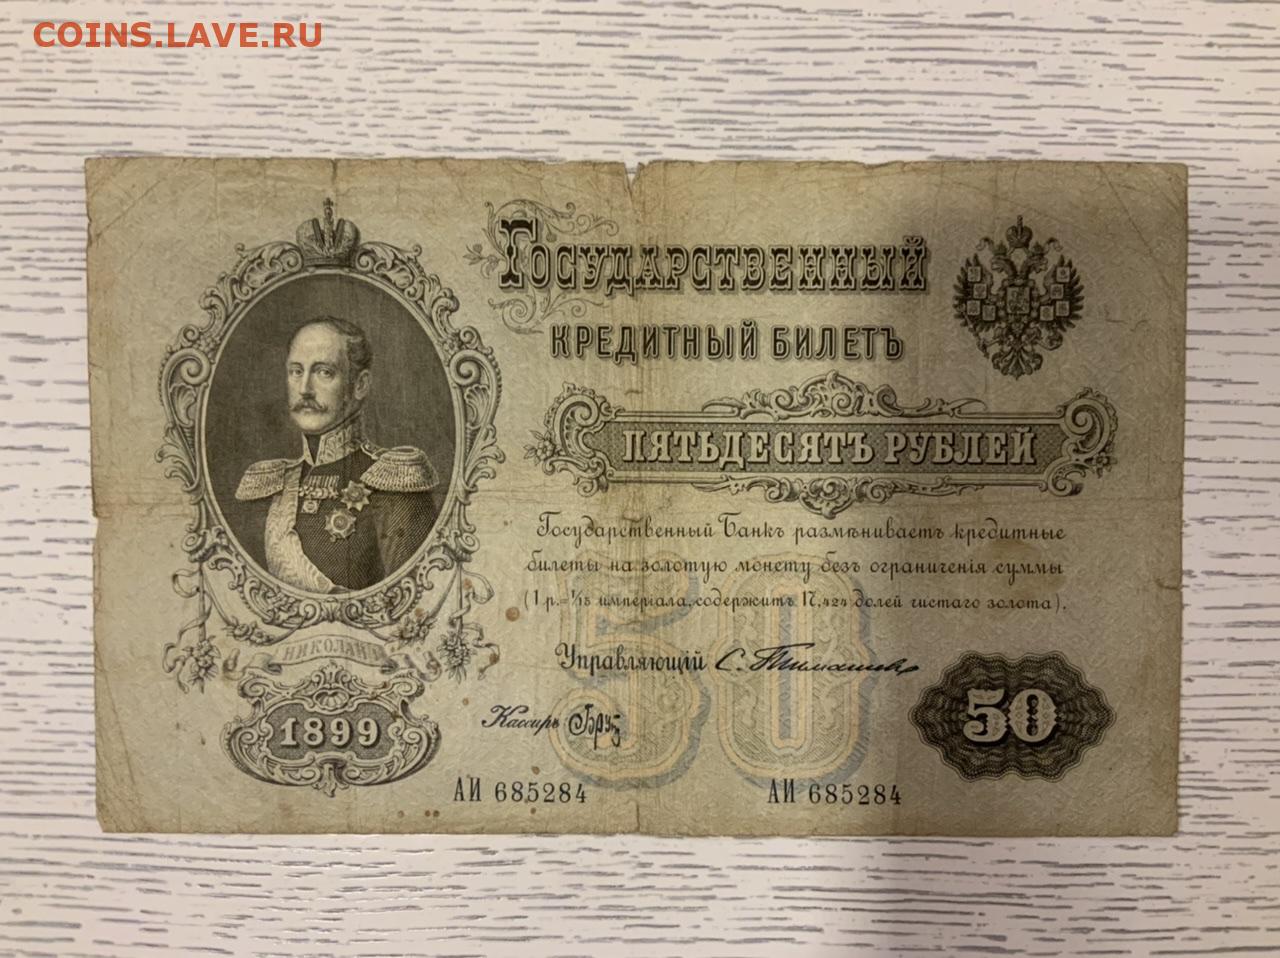 COINS.LAVE.RU
Государственный
кредитный билетъ
пятьдесятъ рублей
Государственный Банкъ размѣниваетъ кредитные
билеты на золотую монету безъ ограниченія суммы
(1 р.=1/15 имперіала, содержитъ 17,424 долей чистаго золота).
50
Управляющій С. Тимашевъ
Кассиръ
НИКОЛАЙ I
1899
50
АИ 685284
АИ 685284